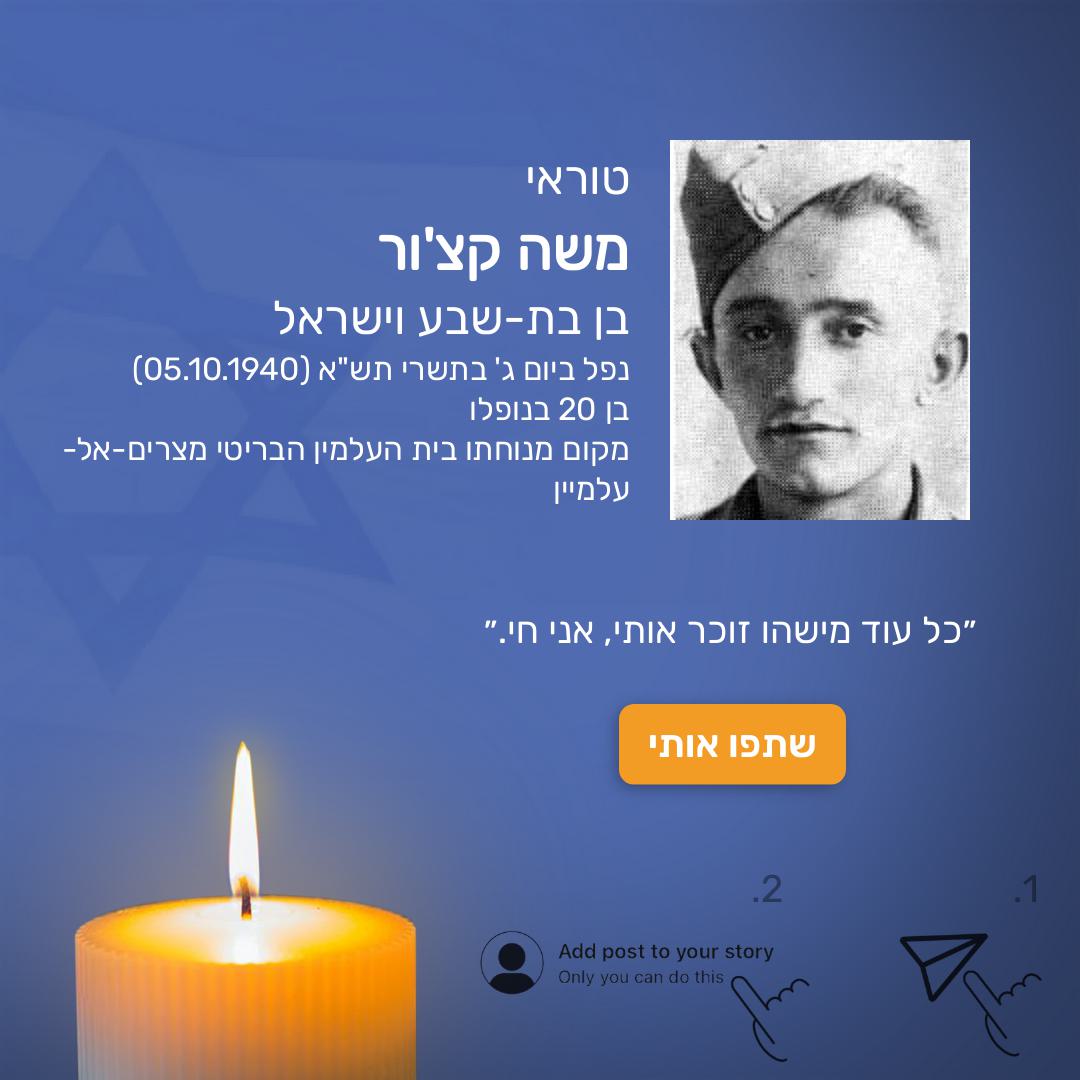 טוראי
משה קצ'ור
בן בת-שבע וישראל
נפל ביום ג' בתשרי תש"א (05.10.1940)
בן 20 בנופלו
מקום מנוחתו בית העלמין הבריטי מצרים-אל-
עלמיין
״כל עוד מישהו זוכר אותי, אני חי.״
שתפו אותי
1.
2.
Add post to your story
Only you can do this